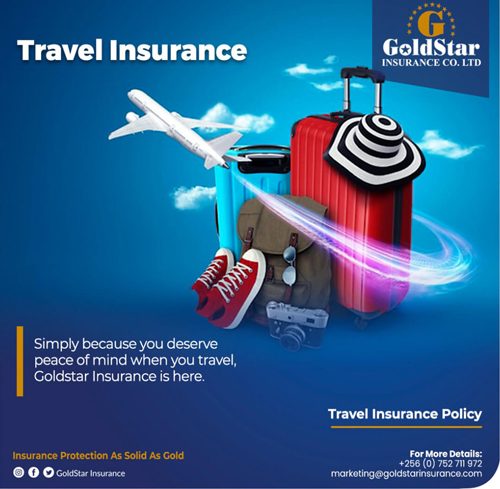 Travel Insurance
G
GoldStar
INSURANCE CO. LTD
Simply because you deserve
peace of mind when you travel,
Goldstar Insurance is here.
Travel Insurance Policy
Insurance Protection As Solid As Gold
GoldStar Insurance
For More Details:
+256 (0) 752 711 972
marketing@goldstarinsurance.com